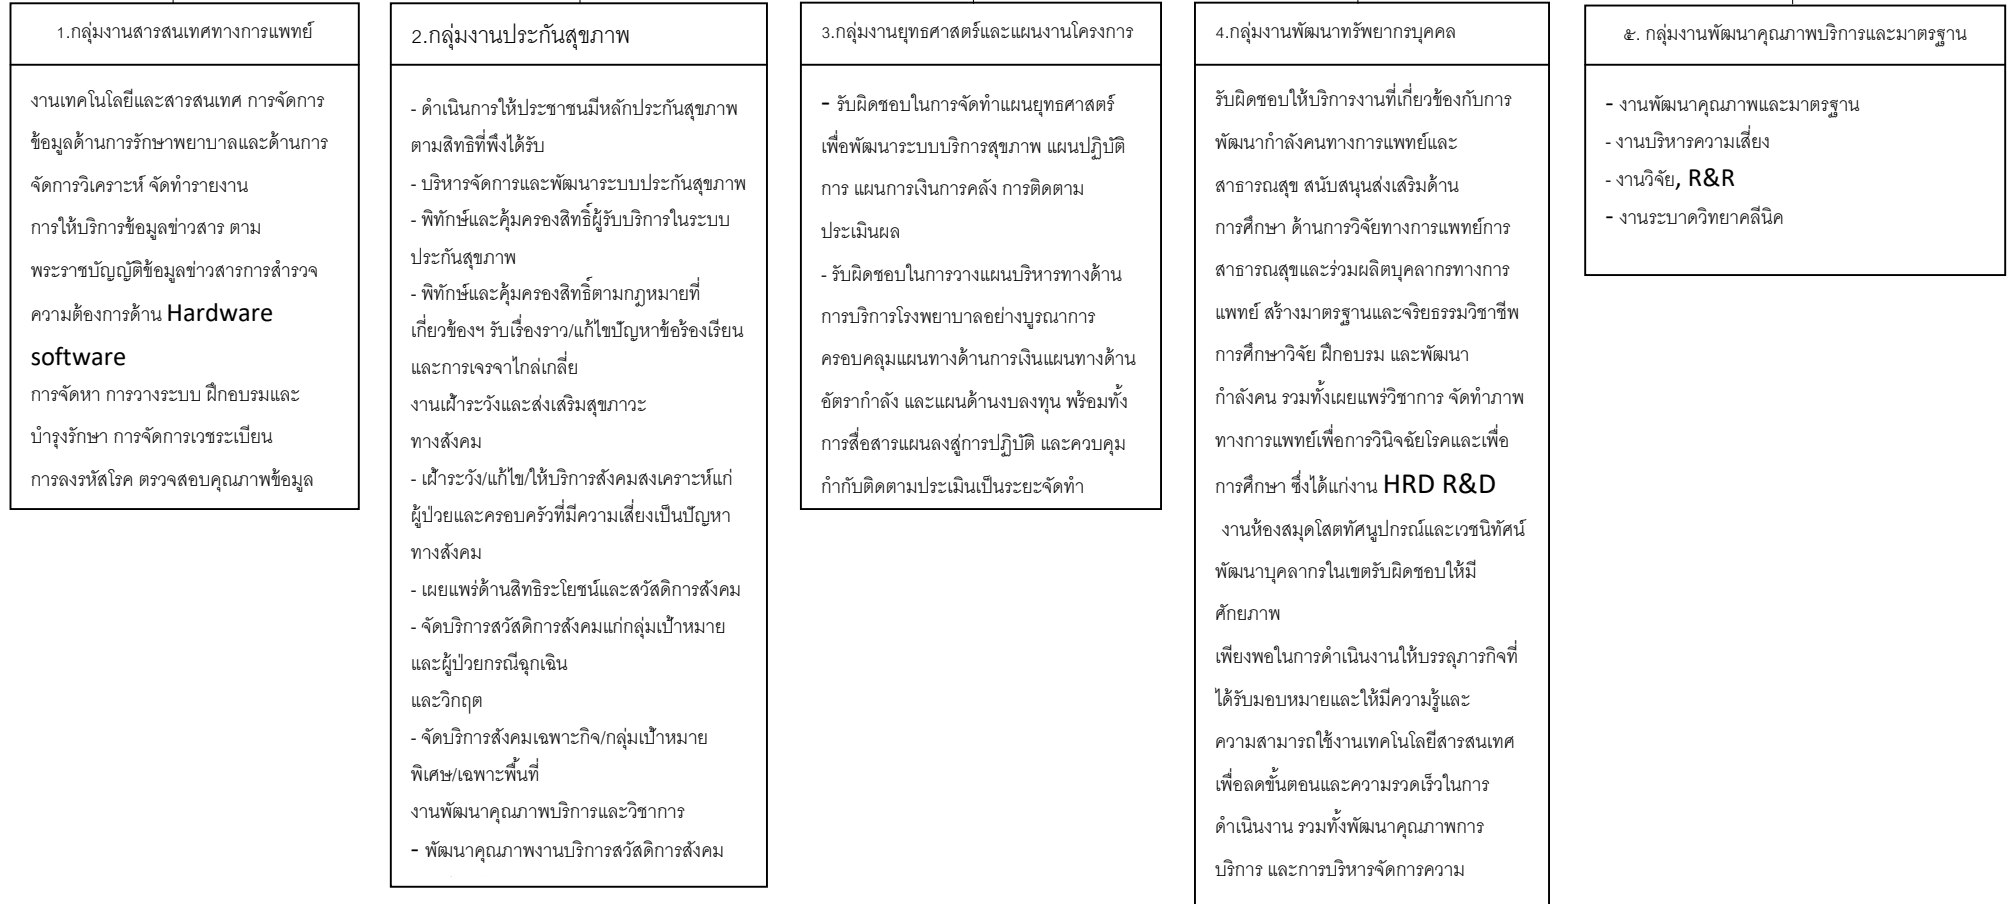 1.กลุ่มงานสารสนเทศทางการแพทย์
งานเทคโนโลยีและสารสนเทศ การจัดการ
ข้อมูลด้านการรักษาพยาบาลและด้านการ
จัดการวิเคราะห์ จัดทำรายงาน
การให้บริการข้อมูลข่าวสาร ตาม
พระราชบัญญัติข้อมูลข่าวสารการสำรวจ
ความต้องการด้าน Hardware
software
การจัดหา การวางระบบ ฝึกอบรมและ
บำรุงรักษา การจัดการเวชระเบียน
การลงรหัสโรค ตรวจสอบคุณภาพข้อมูล
2.กลุ่มงานประกันสุขภาพ
- ดำเนินการให้ประชาชนมีหลักประกันสุขภาพ
ตามสิทธิที่พึงได้รับ
- บริหารจัดการและพัฒนาระบบประกันสุขภาพ
- พิทักษ์และคุ้มครองสิทธิ์ผู้รับบริการในระบบ
ประกันสุขภาพ
- พิทักษ์และคุ้มครองสิทธิ์ตามกฎหมายที่
เกี่ยวข้องฯ รับเรื่องราว/แก้ไขปัญหาข้อร้องเรียน
และการเจรจาไกล่เกลี่ย
งานเฝ้าระวังและส่งเสริมสุขภาวะ
ทางสังคม
- เฝ้าระวัง/แก้ไข/ให้บริการสังคมสงเคราะห์แก่
ผู้ป่วยและครอบครัวที่มีความเสี่ยงเป็นปัญหา
ทางสังคม
- เผยแพร่ด้านสิทธิระโยชน์และสวัสดิการสังคม
- จัดบริการสวัสดิการสังคมแก่กลุ่มเป้าหมาย
และผู้ป่วยกรณีฉุกเฉิน
และวิกฤต
- จัดบริการสังคมเฉพาะกิจ/กลุ่มเป้าหมาย
พิเศษ/เฉพาะพื้นที่
งานพัฒนาคุณภาพบริการและวิชาการ
- พัฒนาคุณภาพงานบริการสวัสดิการสังคม
3.กลุ่มงานยุทธศาสตร์และแผนงานโครงการ
- รับผิดชอบในการจัดทำแผนยุทธศาสตร์
เพื่อพัฒนาระบบบริการสุขภาพ แผนปฏิบัติ
การ แผนการเงินการคลัง การติดตาม
ประเมินผล
- รับผิดชอบในการวางแผนบริหารทางด้าน
การบริการโรงพยาบาลอย่างบูรณาการ
ครอบคลุมแผนทางด้านการเงินแผนทางด้าน
อัตรากำลัง และแผนด้านงบลงทุน พร้อมทั้ง
การสื่อสารแผนลงสู่การปฏิบัติ และควบคุม
กำกับติดตามประเมินเป็นระยะจัดทำ
4.กลุ่มงานพัฒนาทรัพยากรบุคคล
รับผิดชอบให้บริการงานที่เกี่ยวข้องกับการ
พัฒนากำลังคนทางการแพทย์และ
สาธารณสุข สนับสนุนส่งเสริมด้าน
การศึกษา ด้านการวิจัยทางการแพทย์การ
สาธารณสุขและร่วมผลิตบุคลากรทางการ
แพทย์ สร้างมาตรฐานและจริยธรรมวิชาชีพ
การศึกษาวิจัย ฝึกอบรม และพัฒนา
กำลังคน รวมทั้งเผยแพร่วิชาการ จัดทำภาพ
ทางการแพทย์เพื่อการวินิจฉัยโรคและเพื่อ
การศึกษา ซึ่งได้แก่งาน HRD R&D
งานห้องสมุดโสตทัศนูปกรณ์และเวชนิทัศน์
พัฒนาบุคลากรในเขตรับผิดชอบให้มี
ศักยภาพ
เพียงพอในการดำเนินงานให้บรรลุภารกิจที่
ได้รับมอบหมายและให้มีความรู้และ
ความสามารถใช้งานเทคโนโลยีสารสนเทศ
เพื่อลดขั้นตอนและความรวดเร็วในการ
ดำเนินงาน รวมทั้งพัฒนาคุณภาพการ
บริการ และการบริหารจัดการความ
๕. กลุ่มงานพัฒนาคุณภาพบริการและมาตรฐาน
- งานพัฒนาคุณภาพและมาตรฐาน
- งานบริหารความเสี่ยง
- งานวิจัย, R&R
- งานระบาดวิทยาคลีนิค